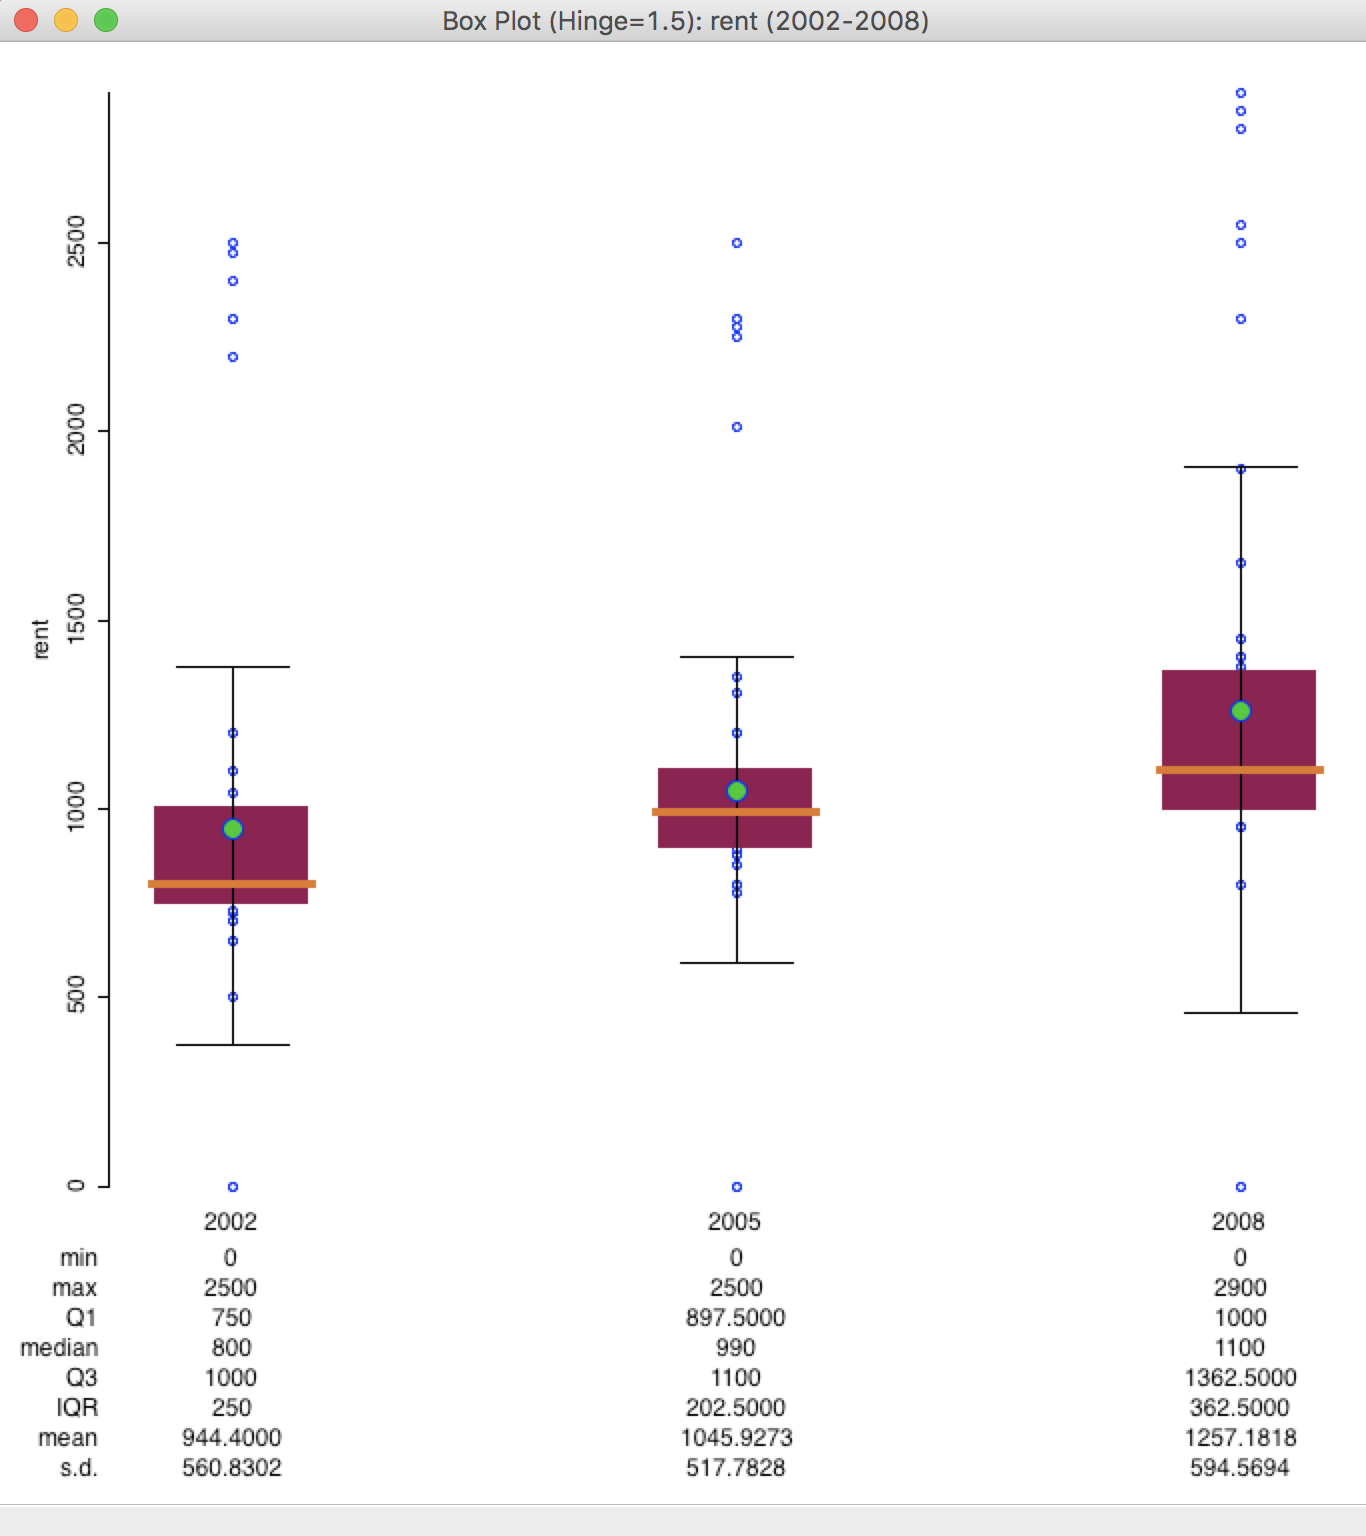 Box Plot (Hinge=1.5): rent (2002-2008)
2500
2000
1500
rent
1000
500
0
2002 2005 2008
min 0 0 0
max 2500 2500 2900
Q1 750 897.5000 1000
median 800 990 1100
Q3 1000 1100 1362.5000
IQR 250 202.5000 362.5000
mean 944.4000 1045.9273 1257.1818
s.d. 560.8302 517.7828 594.5694